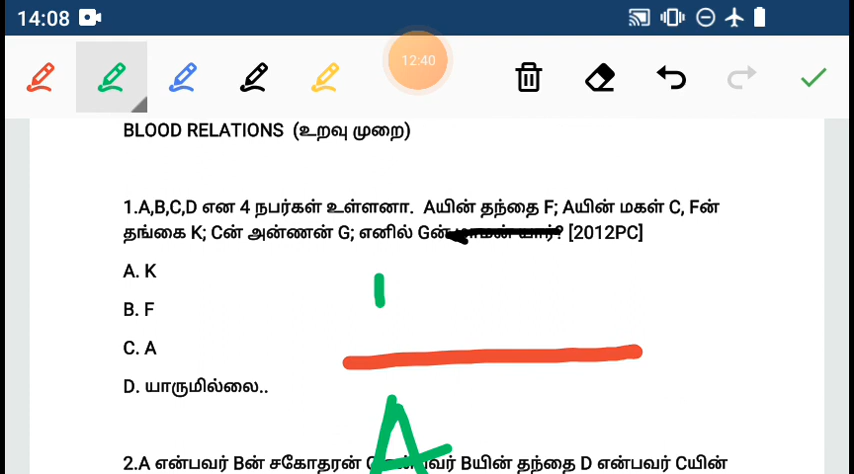 14:08
12:40
BLOOD RELATIONS (உறவு முறை)
1.A,B,C,D என 4 நபர்கள் உள்ளனா. Aயின் தந்தை F; Aயின் மகள் C, Fன்
தங்கை K; Cன் அண்ணன் G; எனில் Gன் மாமன் யார்? [2012PC]
A. K
B. F
C. A
D. யாருமில்லை..
A
2.A என்பவர் Bன் சகோதரன் Bயின் தந்தை D என்பவர் Cயின்